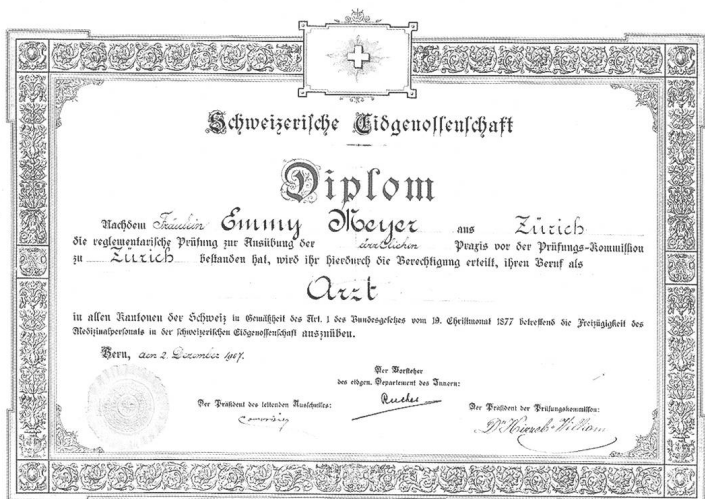 Schweizerische Eidgenossenschaft
Diplom
Nachdem Fräulein Emmy Meyer aus Zürich
die reglementarische Prüfung zur Ausübung der ärztlichen Praxis vor der Prüfungs-Kommission
zu Zürich bestanden hat, wird ihr hierdurch die Berechtigung erteilt, ihren Beruf als
Arzt
in allen Kantonen der Schweiz in Gemäßheit des Art. 1 des Bundesgesetzes vom 19. Christmonat 1877 betreffend die Freizügigkeit des
Medizinalpersonals in der schweizerischen Eidgenossenschaft auszuüben.
Bern, den 2. Dezember 1907.
Der Vorsteher
des eidgen. Departement des Innern:
Der Präsident des leitenden Ausschusses:
Ruchet
Der Präsident der Prüfungskommission: